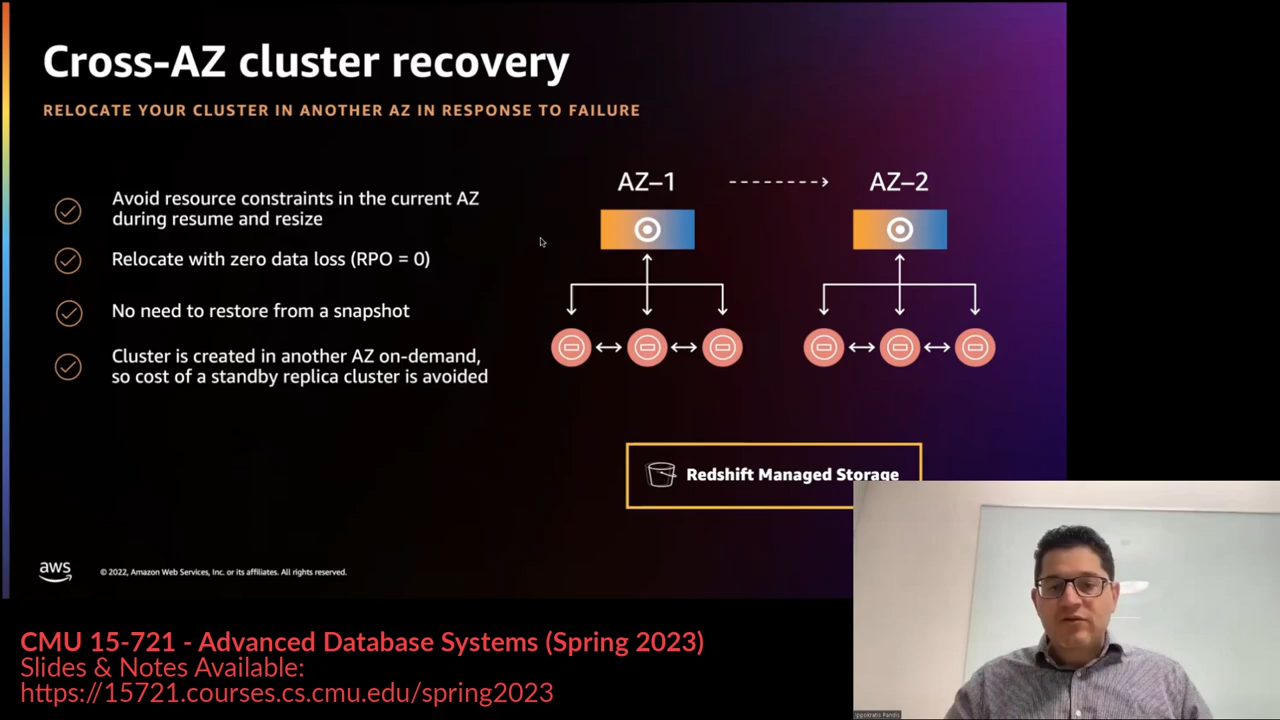 Cross-AZ cluster recovery
RELOCATE YOUR CLUSTER IN ANOTHER AZ IN RESPONSE TO FAILURE
Avoid resource constraints in the current AZ
during resume and resize
Relocate with zero data loss (RPO = 0)
No need to restore from a snapshot
Cluster is created in another AZ on-demand,
so cost of a standby replica cluster is avoided
AZ–1
AZ–2
Redshift Managed Storage
aws
© 2022, Amazon Web Services, Inc. or its affiliates. All rights reserved.
CMU 15-721 - Advanced Database Systems (Spring 2023)
Slides & Notes Available:
https://15721.courses.cs.cmu.edu/spring2023
Ippokratis Pandis